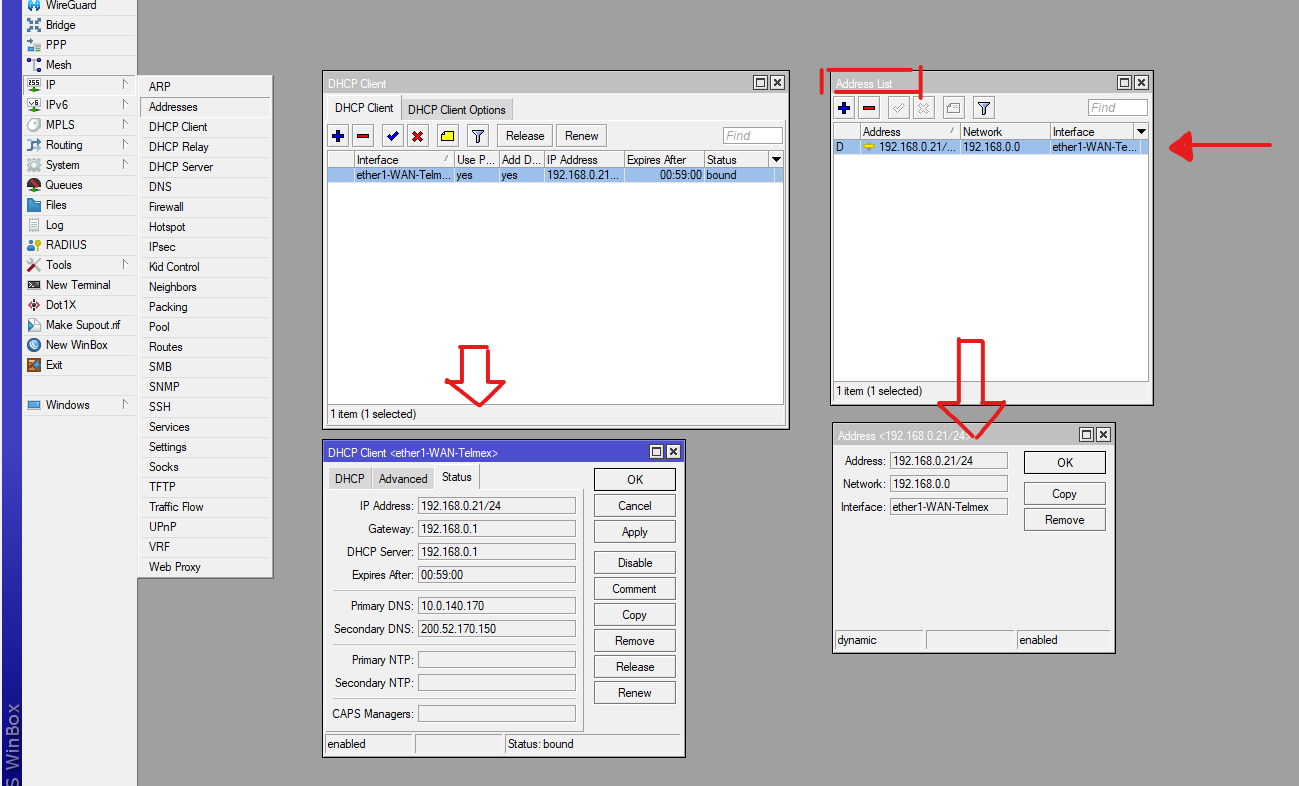 WireGuard
Bridge
PPP
Mesh
IP
IPv6
MPLS
Routing
System
Queues
Files
Log
RADIUS
Tools
New Terminal
Dot1X
Make Supout.rif
New WinBox
Exit
Windows
S WinBox
ARP
Addresses
DHCP Client
DHCP Relay
DHCP Server
DNS
Firewall
Hotspot
IPsec
Kid Control
Neighbors
Packing
Pool
Routes
SMB
SNMP
SSH
Services
Settings
Socks
TFTP
Traffic Flow
UPnP
VRF
Web Proxy
DHCP Client
DHCP Client DHCP Client Options
Release Renew Find
Interface Use P... Add D... IP Address Expires After Status
ether1-WAN-Telm... yes yes 192.168.0.21... 00:59:00 bound
1 item (1 selected)
DHCP Client <ether1-WAN-Telmex>
DHCP Advanced Status
IP Address: 192.168.0.21/24
Gateway: 192.168.0.1
DHCP Server: 192.168.0.1
Expires After: 00:59:00
Primary DNS: 10.0.140.170
Secondary DNS: 200.52.170.150
Primary NTP:
Secondary NTP:
CAPS Managers:
OK
Cancel
Apply
Disable
Comment
Copy
Remove
Release
Renew
enabled Status: bound
Address List
Find
Address Network Interface
D 192.168.0.21/... 192.168.0.0 ether1-WAN-Te...
1 item (1 selected)
Address <192.168.0.21/24>
Address: 192.168.0.21/24
Network: 192.168.0.0
Interface: ether1-WAN-Telmex
OK
Copy
Remove
dynamic enabled